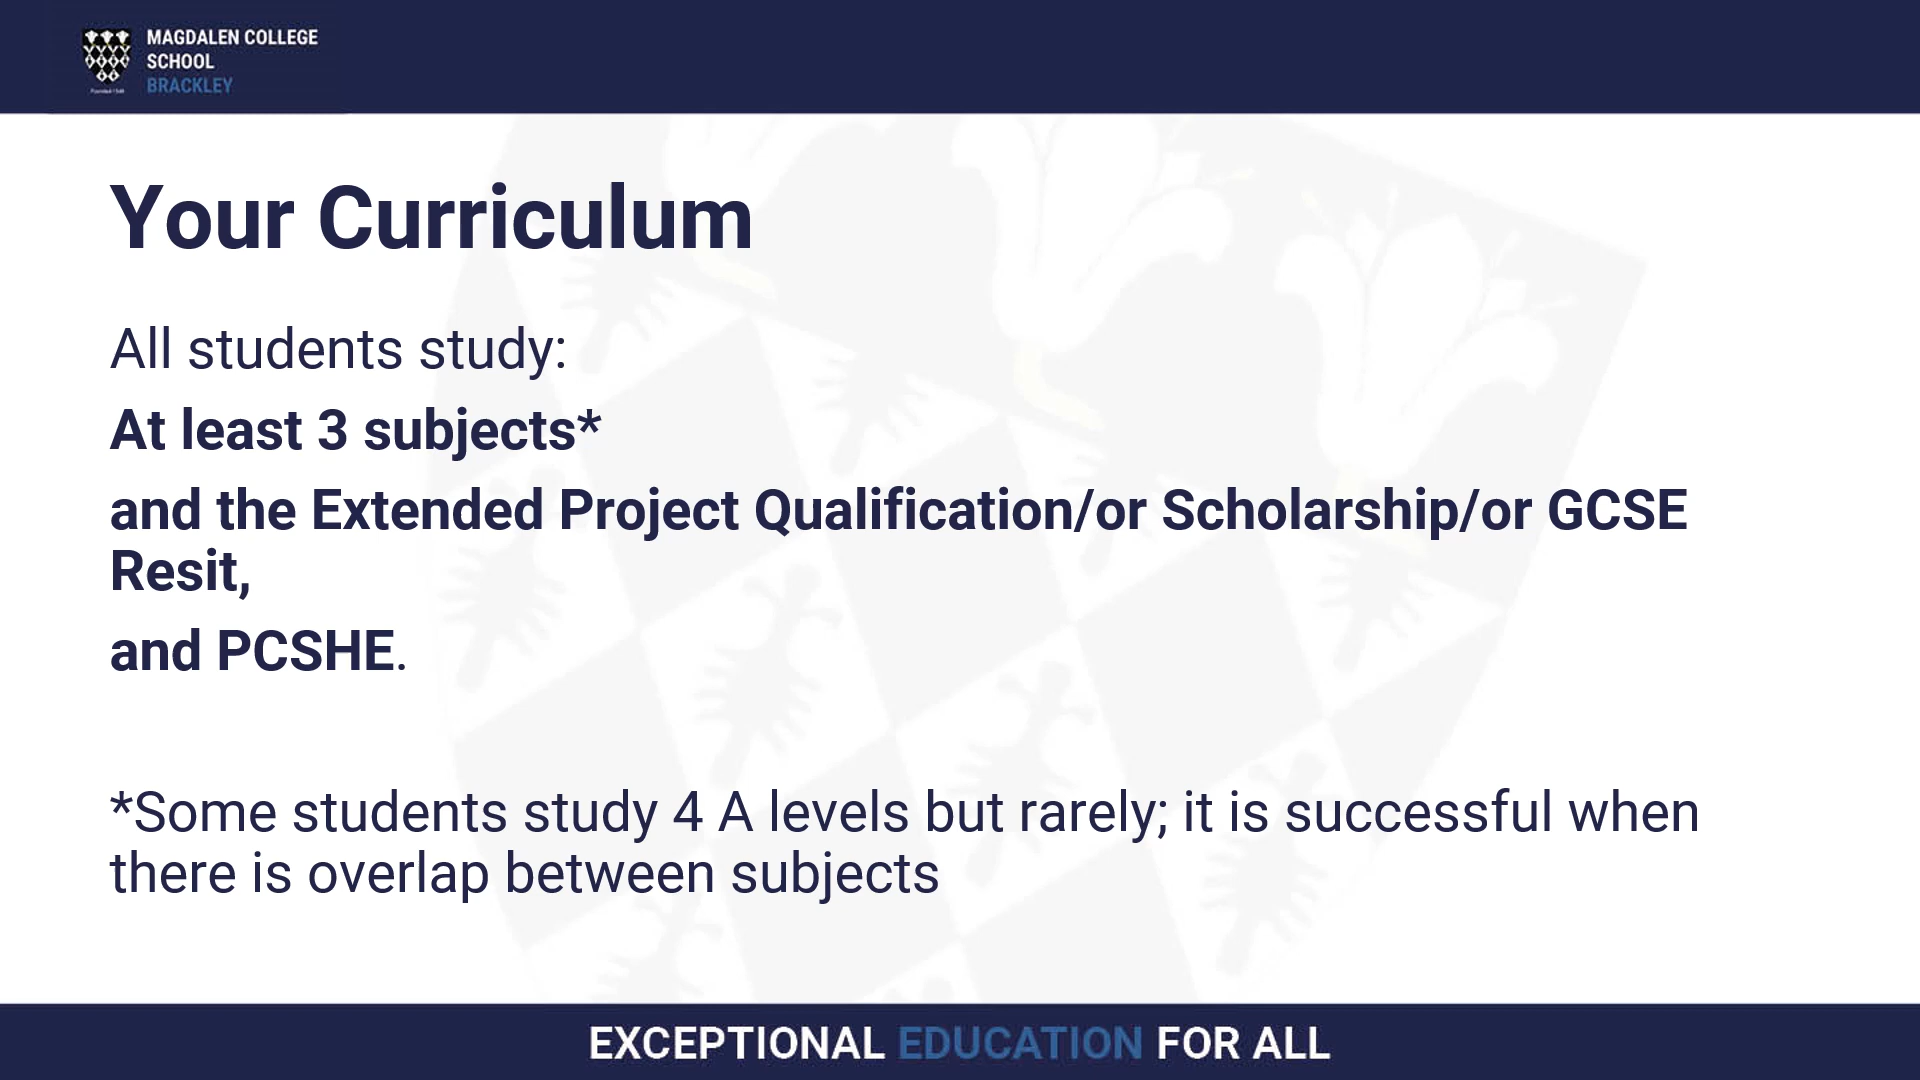 MAGDALEN COLLEGE
SCHOOL
BRACKLEY
Your Curriculum
All students study:
At least 3 subjects*
and the Extended Project Qualification/or Scholarship/or GCSE
Resit,
and PCSHE.
*Some students study 4 A levels but rarely; it is successful when
there is overlap between subjects
EXCEPTIONAL EDUCATION FOR ALL